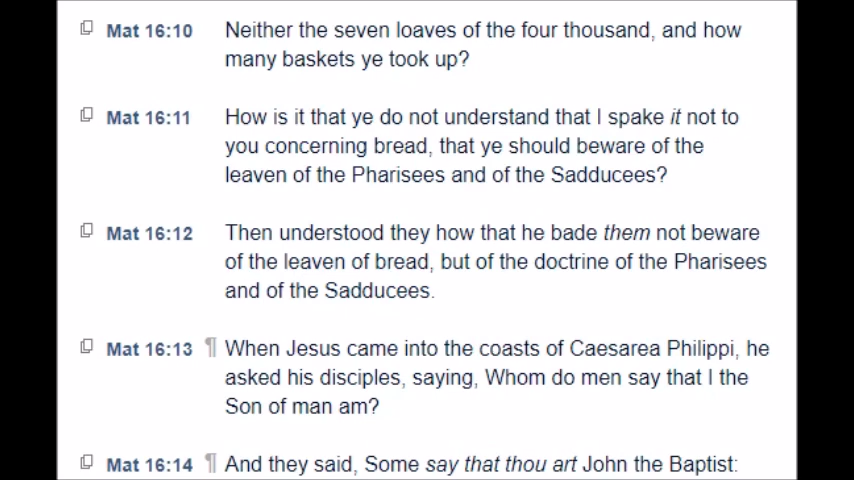 Mat 16:10 Neither the seven loaves of the four thousand, and how
many baskets ye took up?
Mat 16:11 How is it that ye do not understand that I spake it not to
you concerning bread, that ye should beware of the
leaven of the Pharisees and of the Sadducees?
Mat 16:12 Then understood they how that he bade them not beware
of the leaven of bread, but of the doctrine of the Pharisees
and of the Sadducees.
Mat 16:13 ¶ When Jesus came into the coasts of Caesarea Philippi, he
asked his disciples, saying, Whom do men say that I the
Son of man am?
Mat 16:14 ¶ And they said, Some say that thou art John the Baptist: